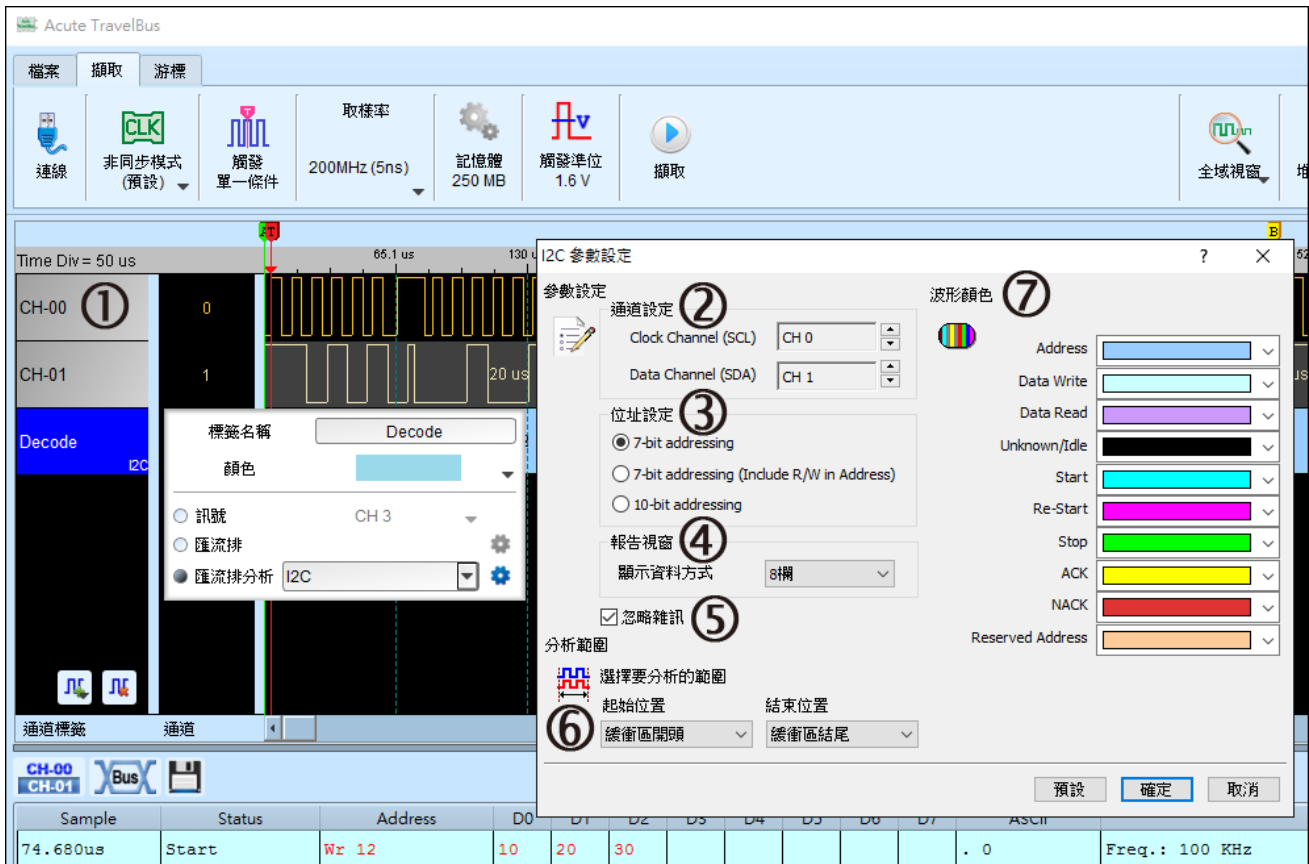 Acute TravelBus
檔案 擷取 游標
連線
非同步模式
(預設)
CLK
觸發
單一條件
取樣率
200MHz (5ns)
記憶體
250 MB
V
觸發準位
1.6 V
擷取
全域視窗
Time Div = 50 us
65.1 us
T
B
CH-00 ① 0
CH-01 1
20 us
Decode
I2C
標籤名稱 Decode
顏色
訊號 CH 3
匯流排
匯流排分析 I2C
通道標籤 通道
I2C 參數設定 ? ×
參數設定
通道設定 ②
Clock Channel (SCL) CH 0
Data Channel (SDA) CH 1
位址設定 ③
7-bit addressing
7-bit addressing (Include R/W in Address)
10-bit addressing
報告視窗 ④
顯示資料方式 8欄
忽略雜訊 ⑤
分析範圍
選擇要分析的範圍
⑥
起始位置 結束位置
緩衝區開頭 緩衝區結尾
波形顏色 ⑦
Address
Data Write
Data Read
Unknown/Idle
Start
Re-Start
Stop
ACK
NACK
Reserved Address
預設 確定 取消
CH-00
CH-01
Bus
Sample Status Address D0 D1 D2 D3 D4 D5 D6 D7 ASCII
74.680us Start Wr 12 10 20 30 . 0 Freq.: 100 KHz